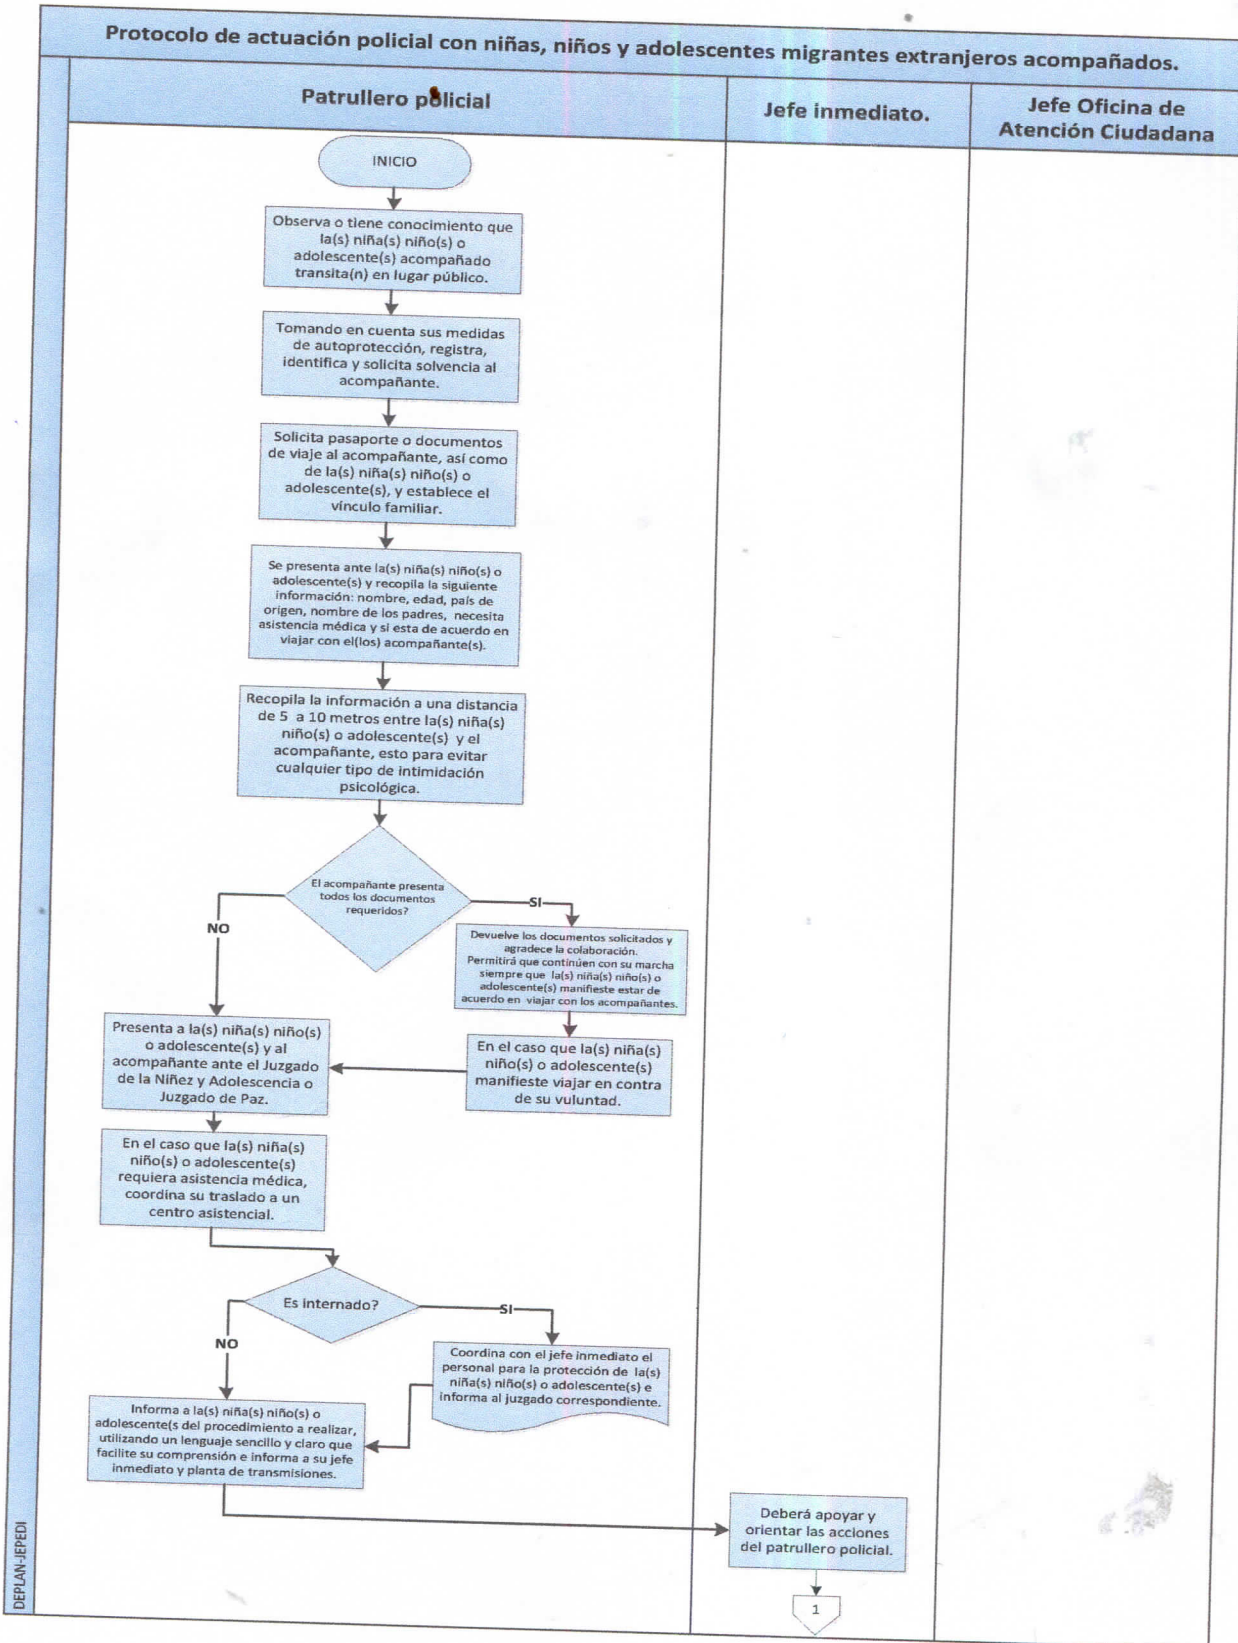 Protocolo de actuación policial con niñas, niños y adolescentes migrantes extranjeros acompañados.
Patrullero policial
Jefe inmediato.
Jefe Oficina de
Atención Ciudadana
INICIO
Observa o tiene conocimiento que
la(s) niña(s) niño(s) o
adolescente(s) acompañado
transita(n) en lugar público.
Tomando en cuenta sus medidas
de autoprotección, registra,
identifica y solicita solvencia al
acompañante.
Solicita pasaporte o documentos
de viaje al acompañante, así como
de la(s) niña(s) niño(s) o
adolescente(s), y establece el
vínculo familiar.
Se presenta ante la(s) niña(s) niño(s) o
adolescente(s) y recopila la siguiente
información: nombre, edad, país de
origen, nombre de los padres, necesita
asistencia médica y si esta de acuerdo en
viajar con el(los) acompañante(s).
Recopila la información a una distancia
de 5 a 10 metros entre la(s) niña(s)
niño(s) o adolescente(s) y el
acompañante, esto para evitar
cualquier tipo de intimidación
psicológica.
El acompañante presenta
todos los documentos
requeridos?
SI
NO
Devuelve los documentos solicitados y
agradece la colaboración.
Permitirá que continúen con su marcha
siempre que la(s) niña(s) niño(s) o
adolescente(s) manifieste estar de
acuerdo en viajar con los acompañantes.
Presenta a la(s) niña(s) niño(s)
o adolescente(s) y al
acompañante ante el Juzgado
de la Niñez y Adolescencia o
Juzgado de Paz.
En el caso que la(s) niña(s)
niño(s) o adolescente(s)
manifieste viajar en contra
de su vuluntad.
En el caso que la(s) niña(s)
niño(s) o adolescente(s)
requiera asistencia médica,
coordina su traslado a un
centro asistencial.
Es internado?
SI
NO
Coordina con el jefe inmediato el
personal para la protección de la(s)
niña(s) niño(s) o adolescente(s) e
informa al juzgado correspondiente.
Informa a la(s) niña(s) niño(s) o
adolescente(s del procedimiento a realizar,
utilizando un lenguaje sencillo y claro que
facilite su comprensión e informa a su jefe
inmediato y planta de transmisiones.
Deberá apoyar y
orientar las acciones
del patrullero policial.
1
DEPLAN-JEPEDI